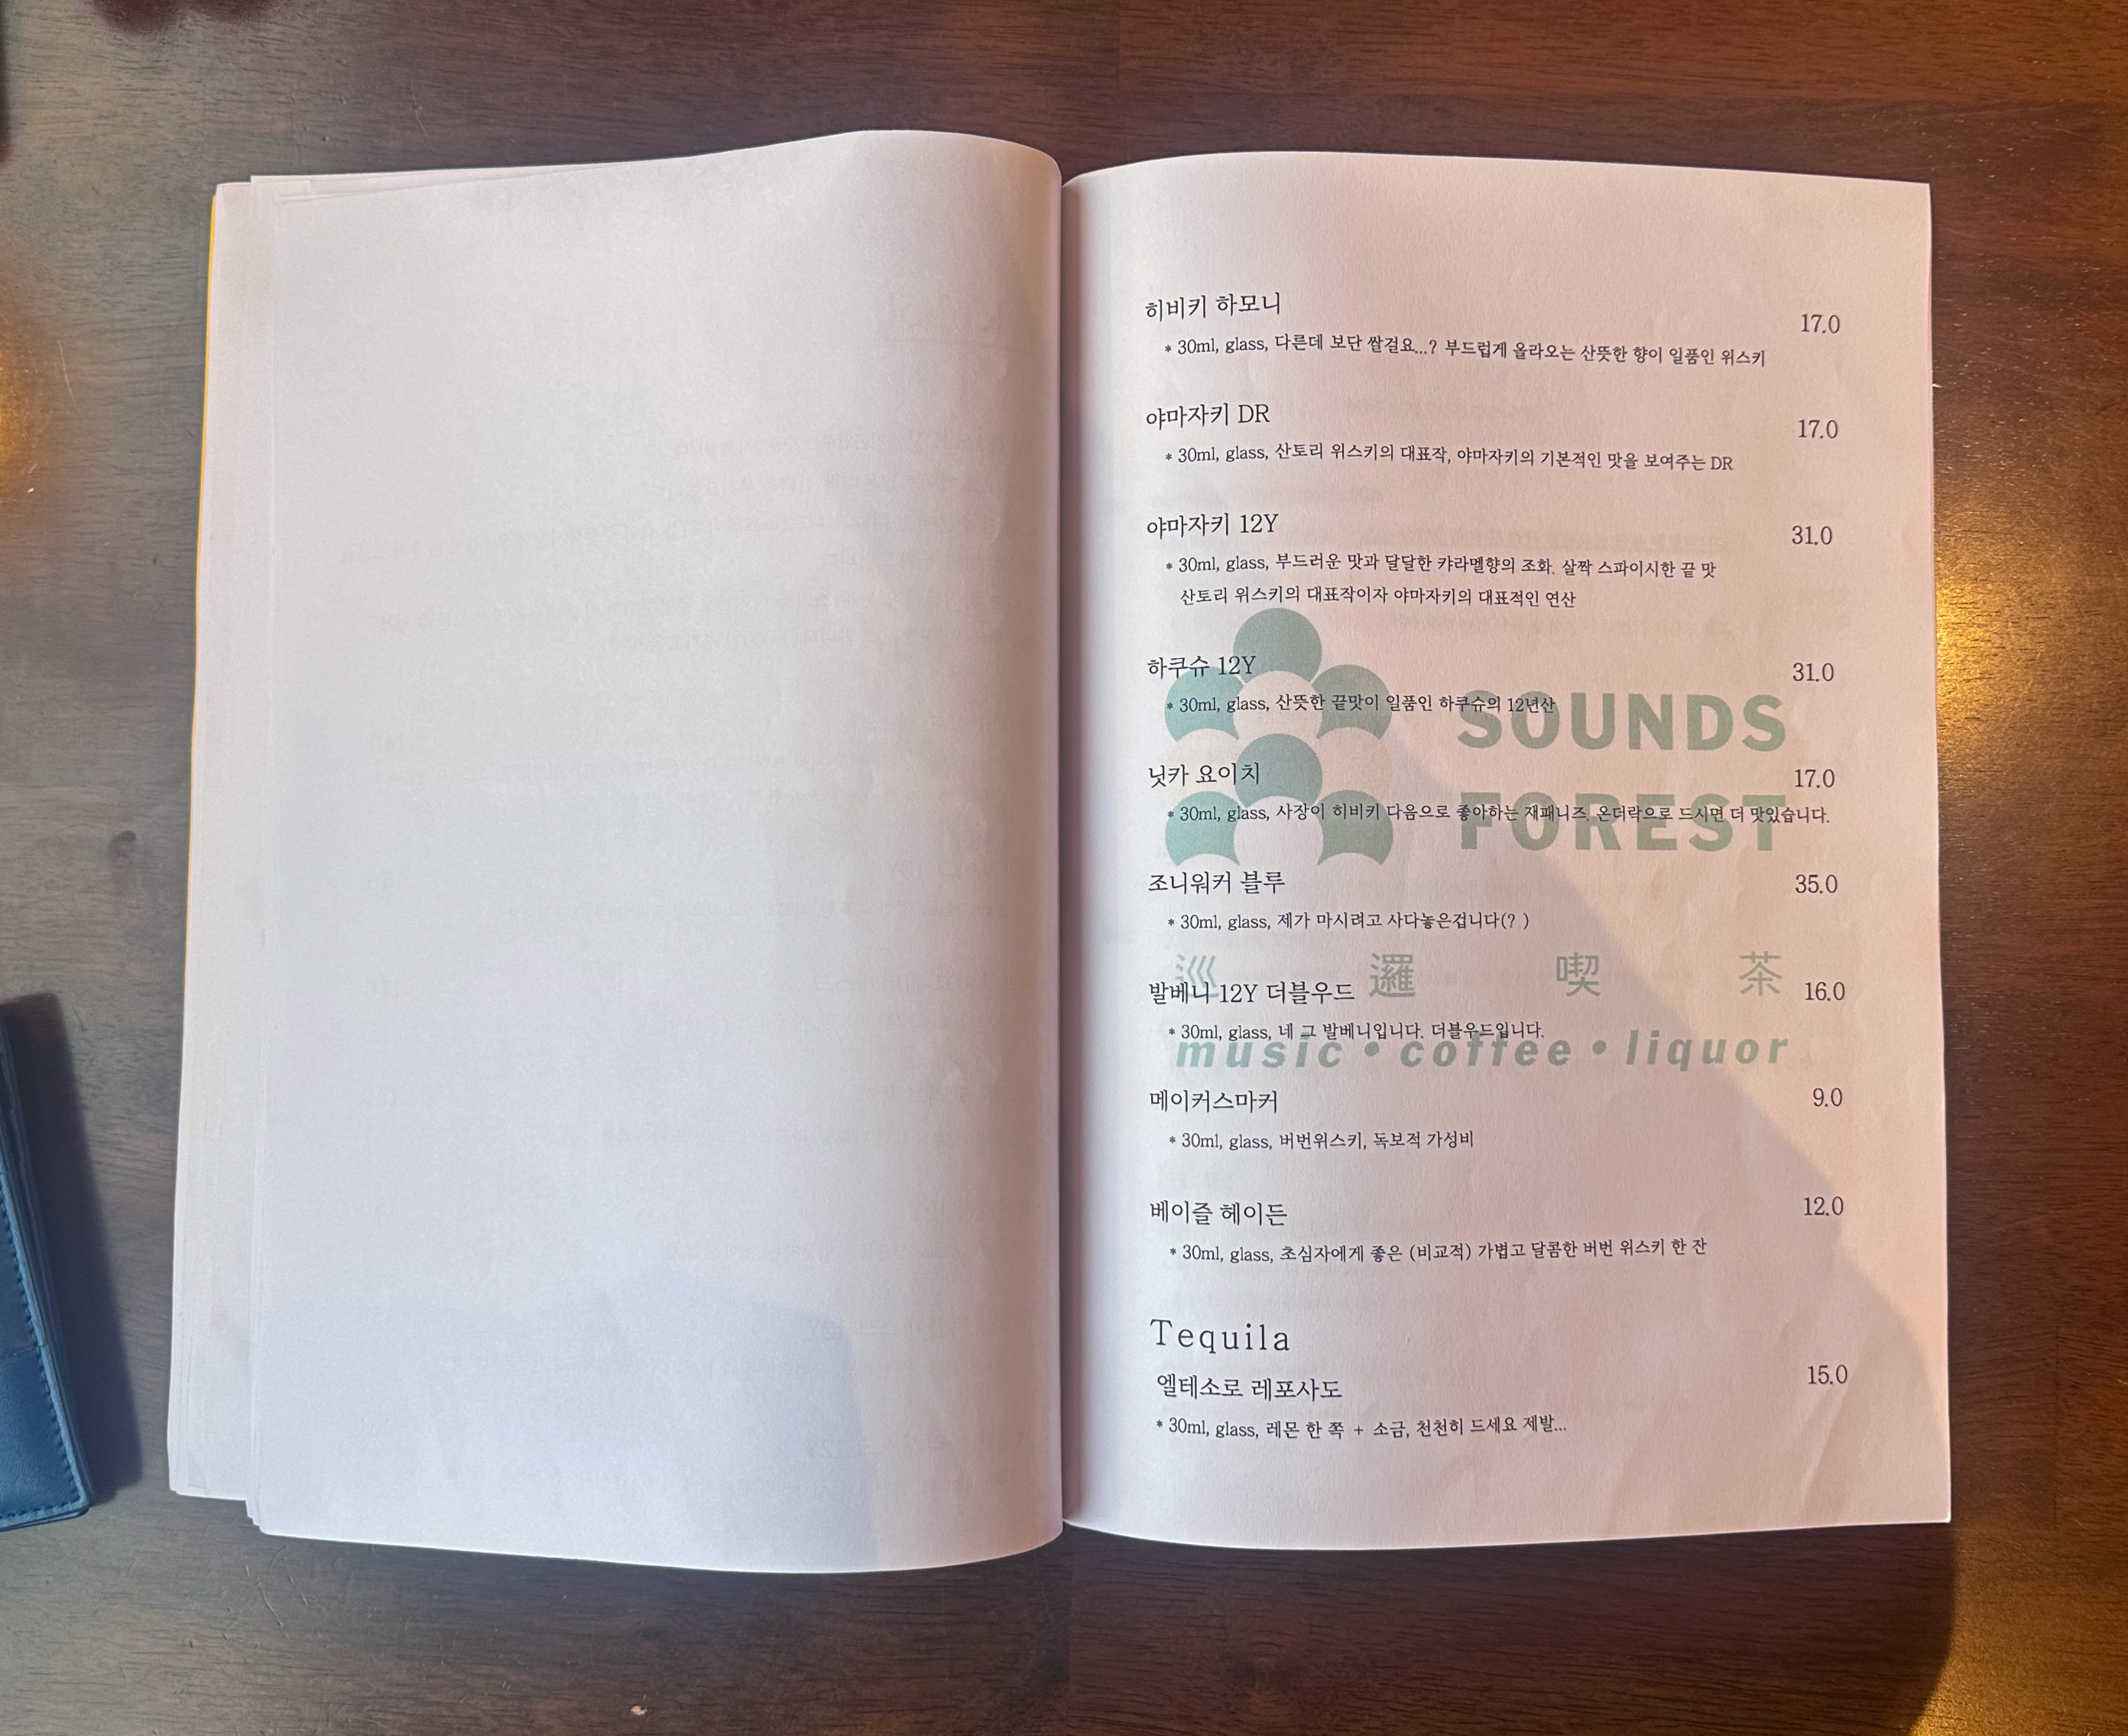 히비키 하모니 17.0
* 30ml, glass, 다른데 보단 쌀걸요...? 부드럽게 올라오는 산뜻한 향이 일품인 위스키
야마자키 DR 17.0
* 30ml, glass, 산토리 위스키의 대표작, 야마자키의 기본적인 맛을 보여주는 DR
야마자키 12Y 31.0
* 30ml, glass, 부드러운 맛과 달달한 캬라멜향의 조화. 살짝 스파이시한 끝 맛
산토리 위스키의 대표작이자 야마자키의 대표적인 연산
하쿠슈 12Y 31.0
* 30ml, glass, 산뜻한 끝맛이 일품인 하쿠슈의 12년산
SOUNDS
닛카 요이치 17.0
* 30ml, glass, 사장이 히비키 다음으로 좋아하는 재패니즈. 온더락으로 드시면 더 맛있습니다.
FOREST
조니워커 블루 35.0
* 30ml, glass, 제가 마시려고 사다놓은겁니다(? )
巡 邏 喫 茶
발베니 12Y 더블우드 16.0
* 30ml, glass, 네 그 발베니입니다. 더블우드입니다.
music • coffee • liquor
메이커스마커 9.0
* 30ml, glass, 버번위스키, 독보적 가성비
베이즐 헤이든 12.0
* 30ml, glass, 초심자에게 좋은 (비교적) 가볍고 달콤한 버번 위스키 한 잔
Tequila
엘테소로 레포사도 15.0
* 30ml, glass, 레몬 한 쪽 + 소금, 천천히 드세요 제발...